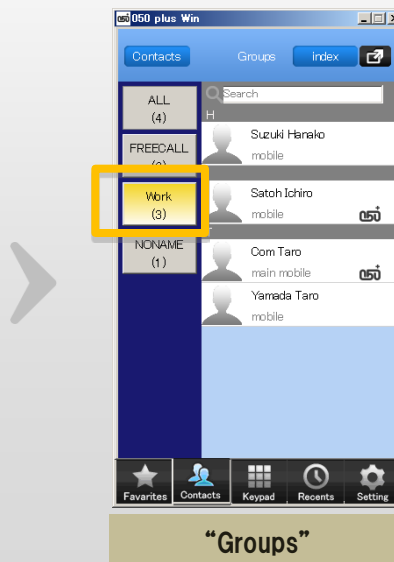 050 plus Win
Contacts
Groups
index
ALL
(4)
FREECALL
Work
(3)
NONAME
(1)
Search
H
Suzuki Hanako
mobile
Satoh Ichiro
mobile
050
Com Taro
main mobile
050
Yamada Taro
mobile
Favarites
Contacts
Keypad
Recents
Setting
“Groups”